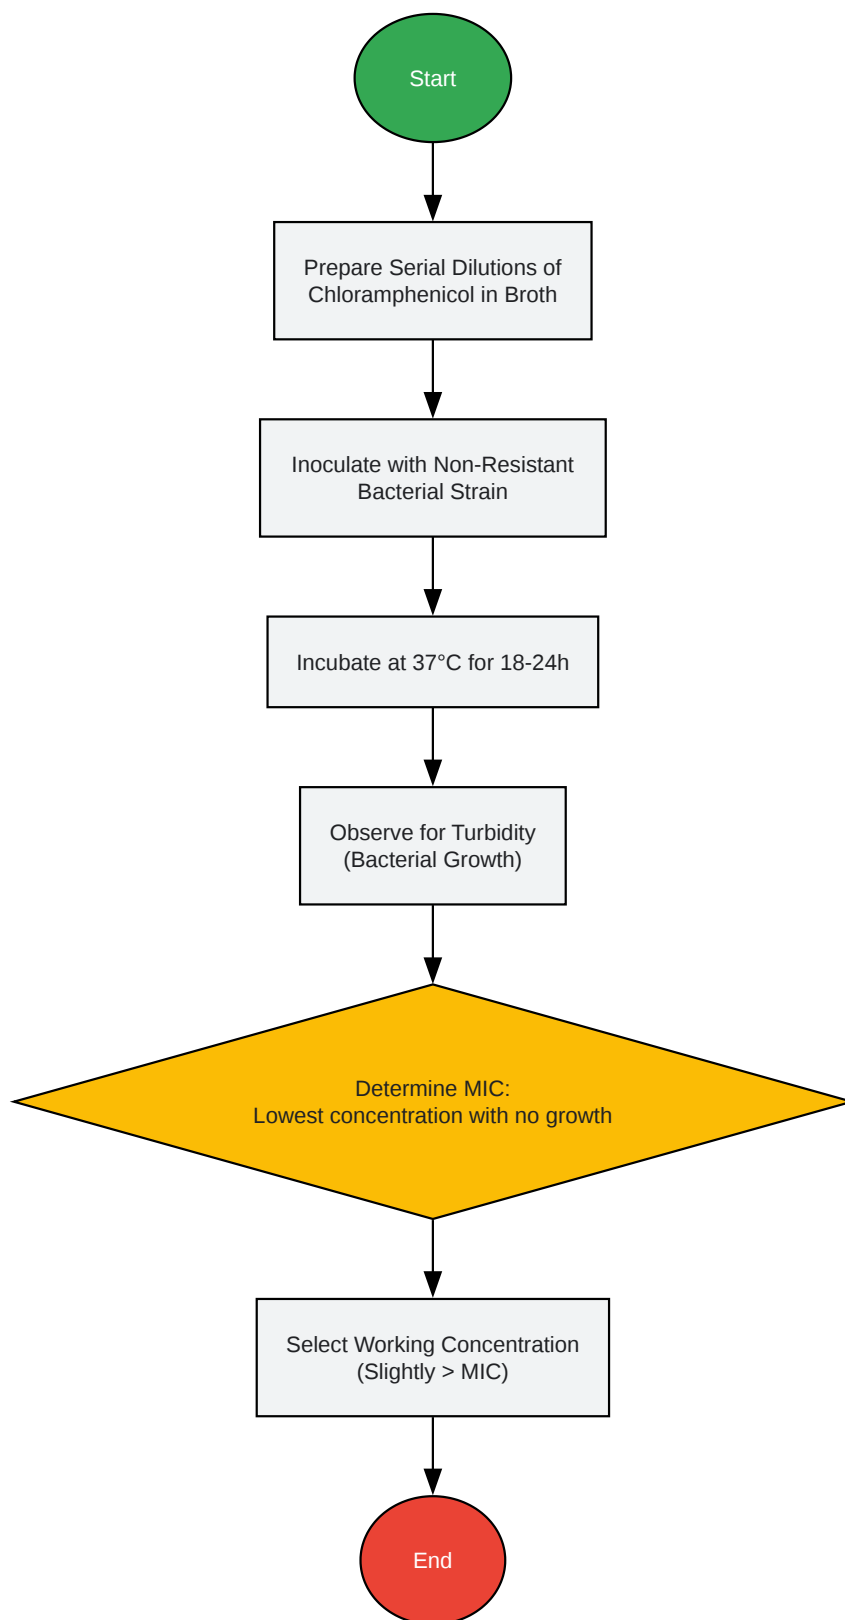 Start
Prepare Serial Dilutions of
Chloramphenicol in Broth
Inoculate with Non-Resistant
Bacterial Strain
Incubate at 37°C for 18-24h
Observe for Turbidity
(Bacterial Growth)
Determine MIC:
Lowest concentration with no growth
Select Working Concentration
(Slightly > MIC)
End